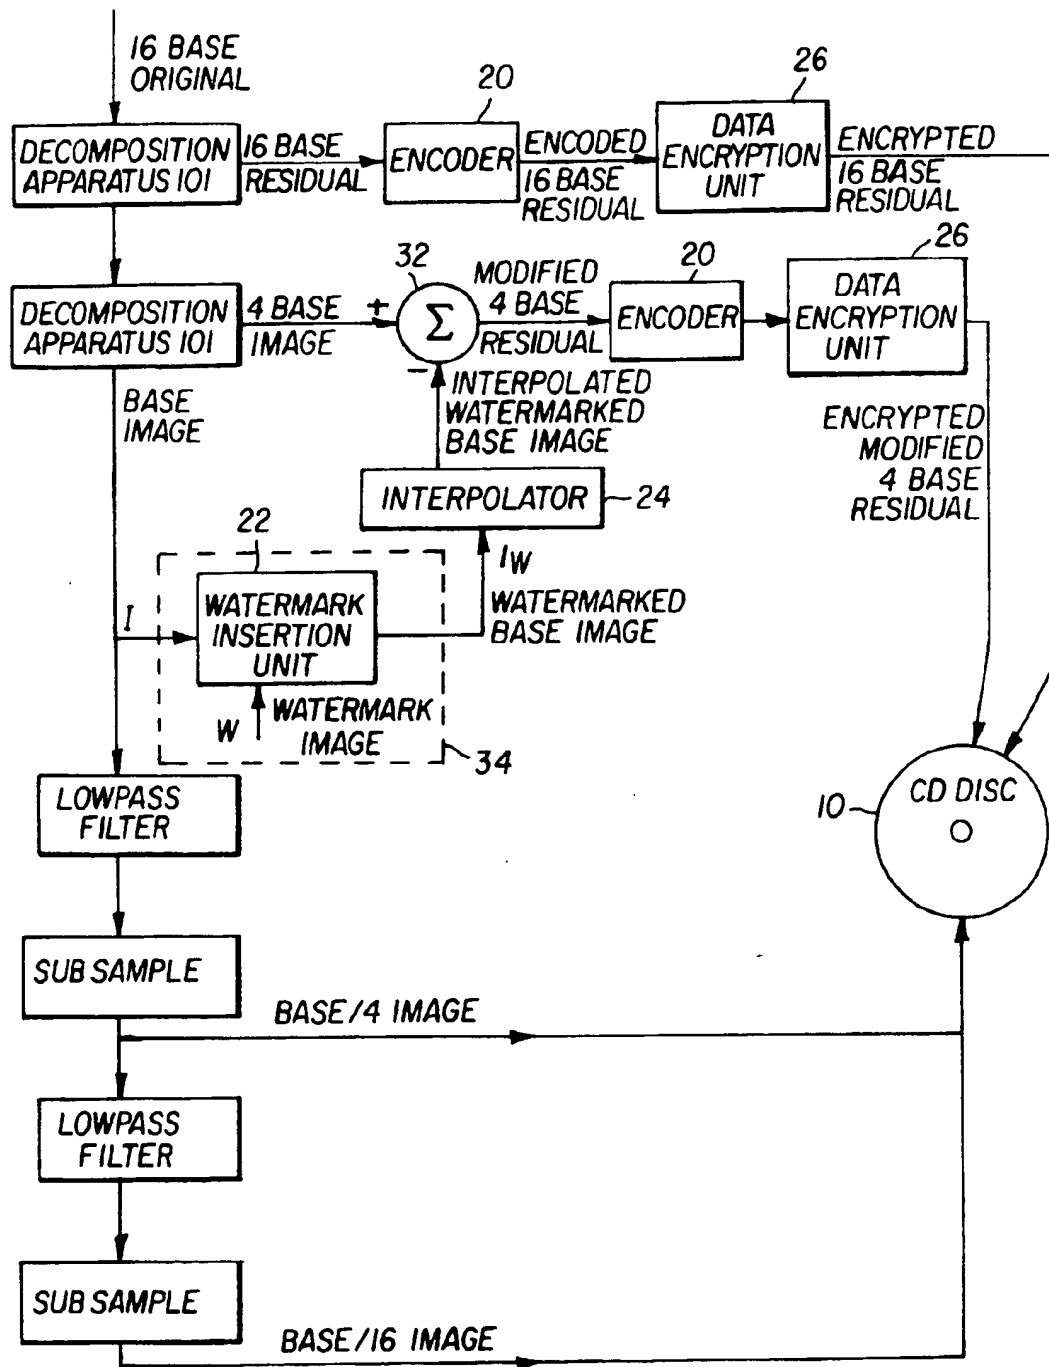 16 BASE
ORIGINAL
DECOMPOSITION
APPARATUS 101
16 BASE
RESIDUAL
20
ENCODER
ENCODED
16 BASE
RESIDUAL
26
DATA
ENCRYPTION
UNIT
ENCRYPTED
16 BASE
RESIDUAL
DECOMPOSITION
APPARATUS 101
4 BASE
IMAGE
+
32
Σ
-
MODIFIED
4 BASE
RESIDUAL
20
ENCODER
26
DATA
ENCRYPTION
UNIT
BASE
IMAGE
INTERPOLATED
WATERMARKED
BASE IMAGE
ENCRYPTED
MODIFIED
4 BASE
RESIDUAL
INTERPOLATOR
24
22
I
WATERMARK
INSERTION
UNIT
IW
WATERMARKED
BASE IMAGE
W
WATERMARK
IMAGE
34
LOWPASS
FILTER
10
CD DISC
SUB SAMPLE
BASE/4 IMAGE
LOWPASS
FILTER
SUB SAMPLE
BASE/16 IMAGE